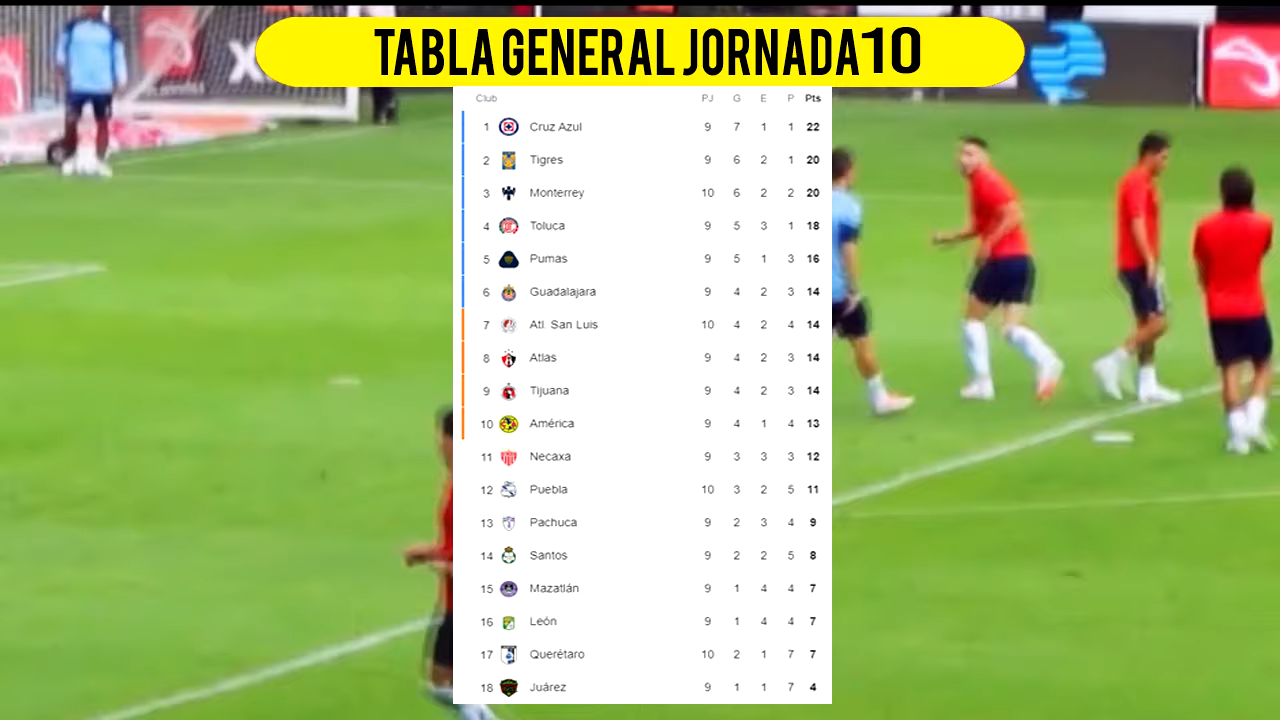 TABLA GENERAL JORNADA 10
Club PJ G E P Pts
1 Cruz Azul 9 7 1 1 22
2 Tigres 9 6 2 1 20
3 Monterrey 10 6 2 2 20
4 Toluca 9 5 3 1 18
5 Pumas 9 5 1 3 16
6 Guadalajara 9 4 2 3 14
7 Atl. San Luis 10 4 2 4 14
8 Atlas 9 4 2 3 14
9 Tijuana 9 4 2 3 14
10 América 9 4 1 4 13
11 Necaxa 9 3 3 3 12
12 Puebla 10 3 2 5 11
13 Pachuca 9 2 3 4 9
14 Santos 9 2 2 5 8
15 Mazatlán 9 1 4 4 7
16 León 9 1 4 4 7
17 Querétaro 10 2 1 7 7
18 Juárez 9 1 1 7 4